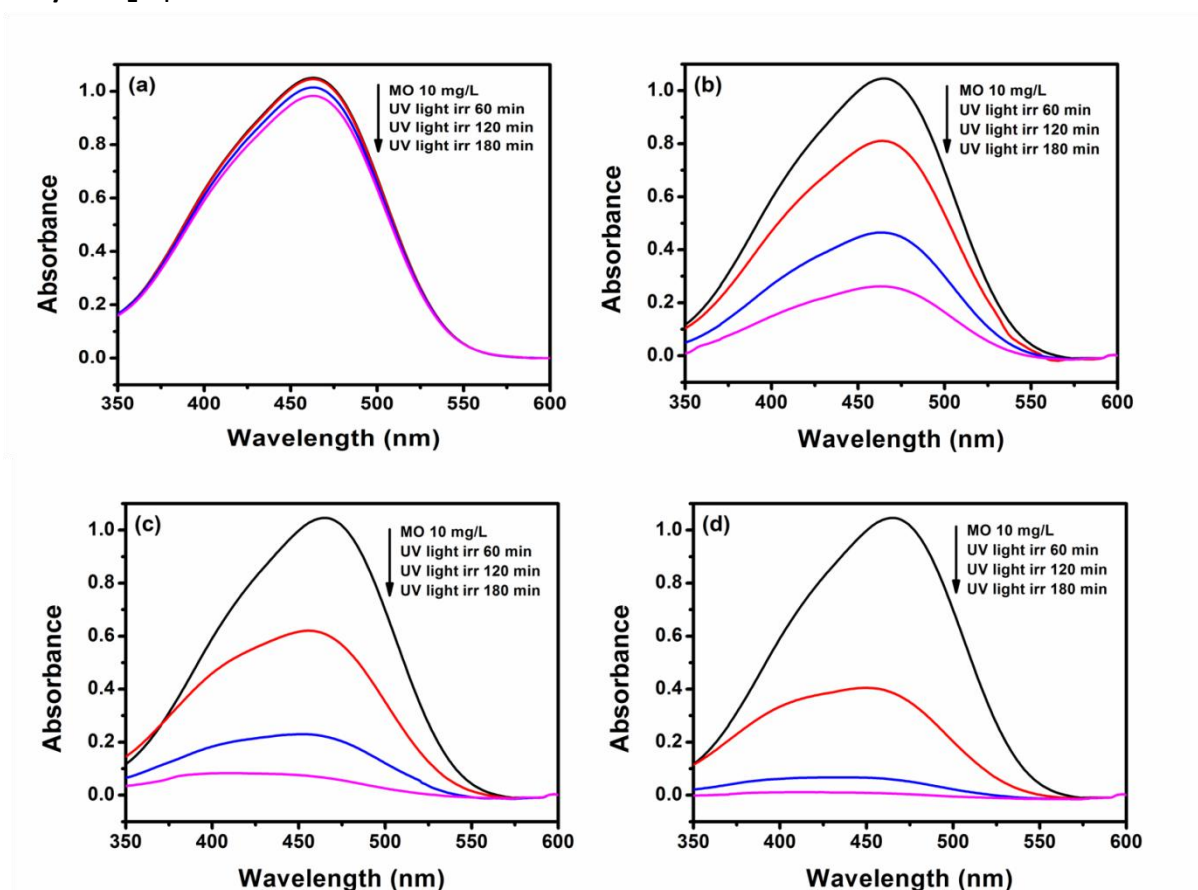 (a)
MO 10 mg/L
UV light irr 60 min
UV light irr 120 min
UV light irr 180 min
1.0
0.8
0.6
0.4
0.2
0.0
Absorbance
350 400 450 500 550 600
Wavelength (nm)
(b)
MO 10 mg/L
UV light irr 60 min
UV light irr 120 min
UV light irr 180 min
1.0
0.8
0.6
0.4
0.2
0.0
Absorbance
350 400 450 500 550 600
Wavelength (nm)
(c)
MO 10 mg/L
UV light irr 60 min
UV light irr 120 min
UV light irr 180 min
1.0
0.8
0.6
0.4
0.2
0.0
Absorbance
350 400 450 500 550 600
Wavelength (nm)
(d)
MO 10 mg/L
UV light irr 60 min
UV light irr 120 min
UV light irr 180 min
1.0
0.8
0.6
0.4
0.2
0.0
Absorbance
350 400 450 500 550 600
Wavelength (nm)